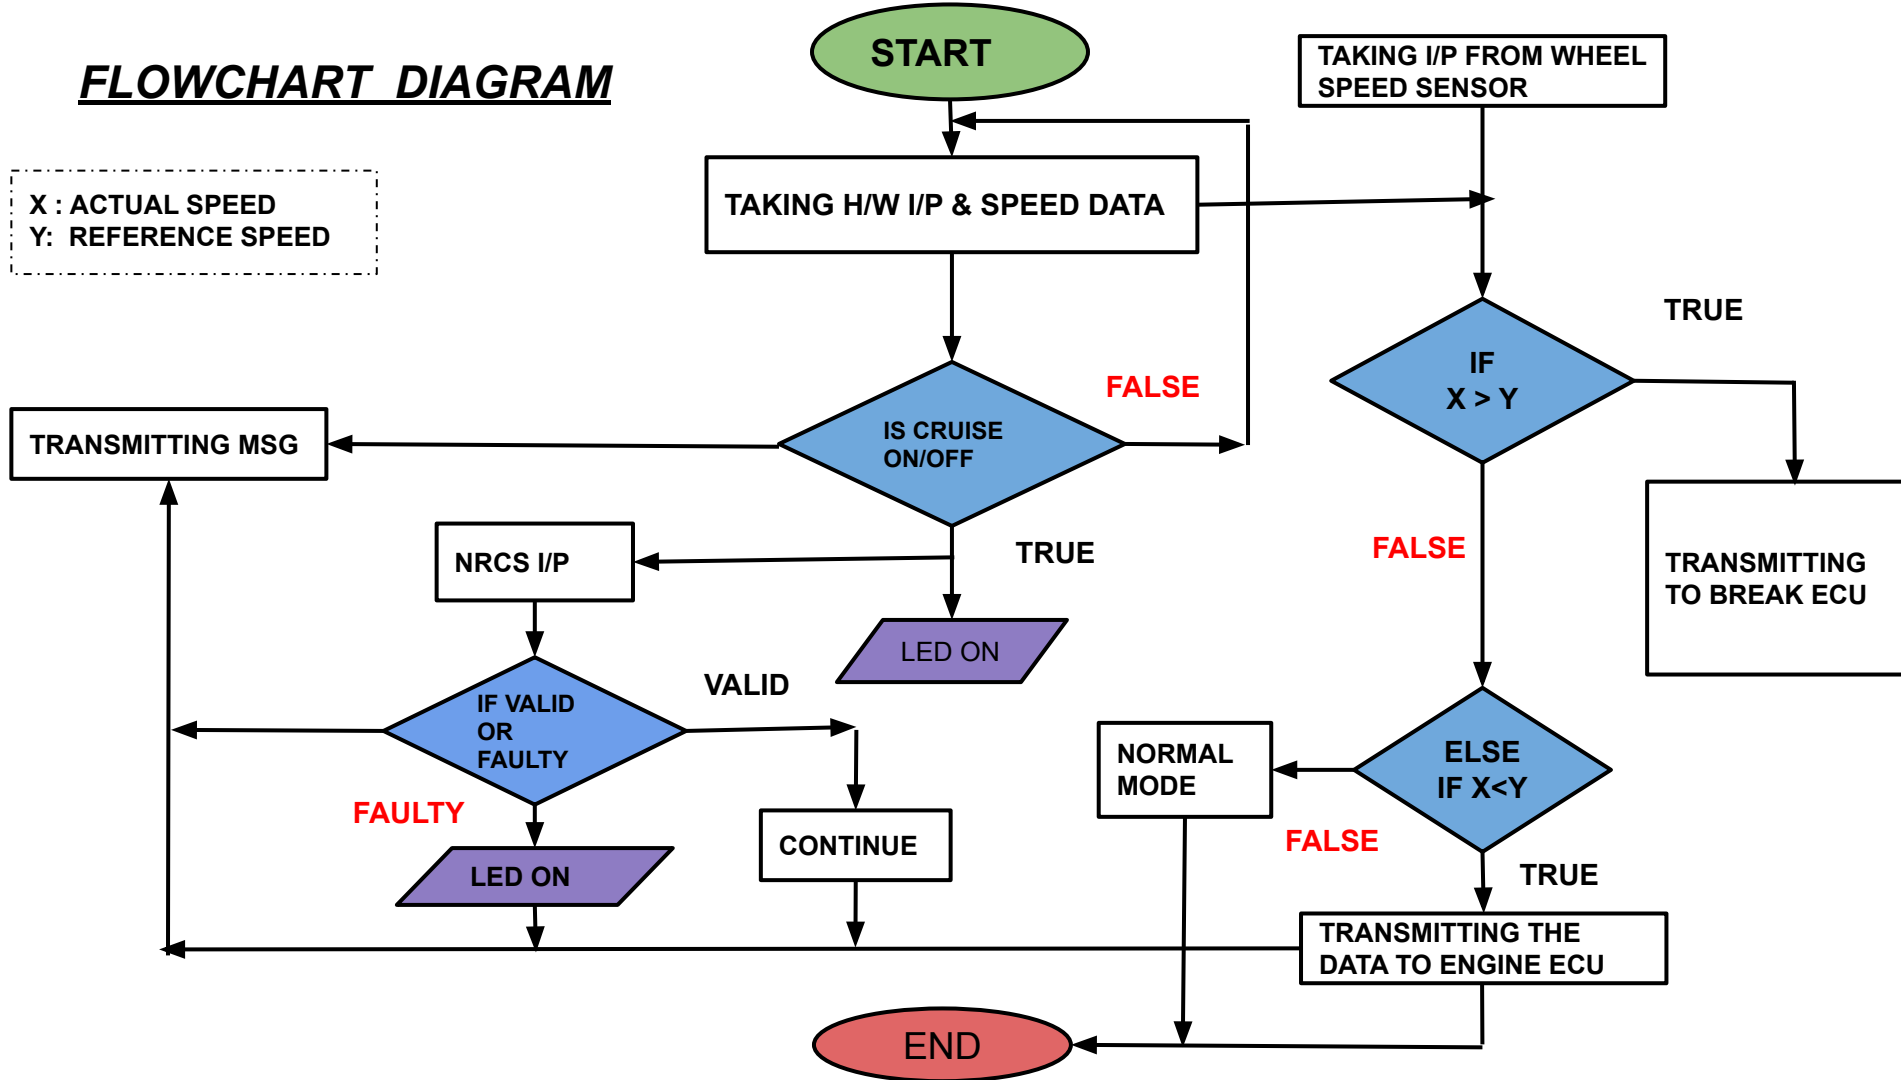 FLOWCHART DIAGRAM
START
TAKING I/P FROM WHEEL
SPEED SENSOR
X : ACTUAL SPEED
Y: REFERENCE SPEED
TAKING H/W I/P & SPEED DATA
TRUE
IF
X > Y
FALSE
IS CRUISE
ON/OFF
TRANSMITTING MSG
TRUE
FALSE
NRCS I/P
TRANSMITTING
TO BREAK ECU
LED ON
VALID
IF VALID
OR
FAULTY
NORMAL
MODE
ELSE
IF X<Y
FAULTY
FALSE
CONTINUE
LED ON
TRUE
TRANSMITTING THE
DATA TO ENGINE ECU
END